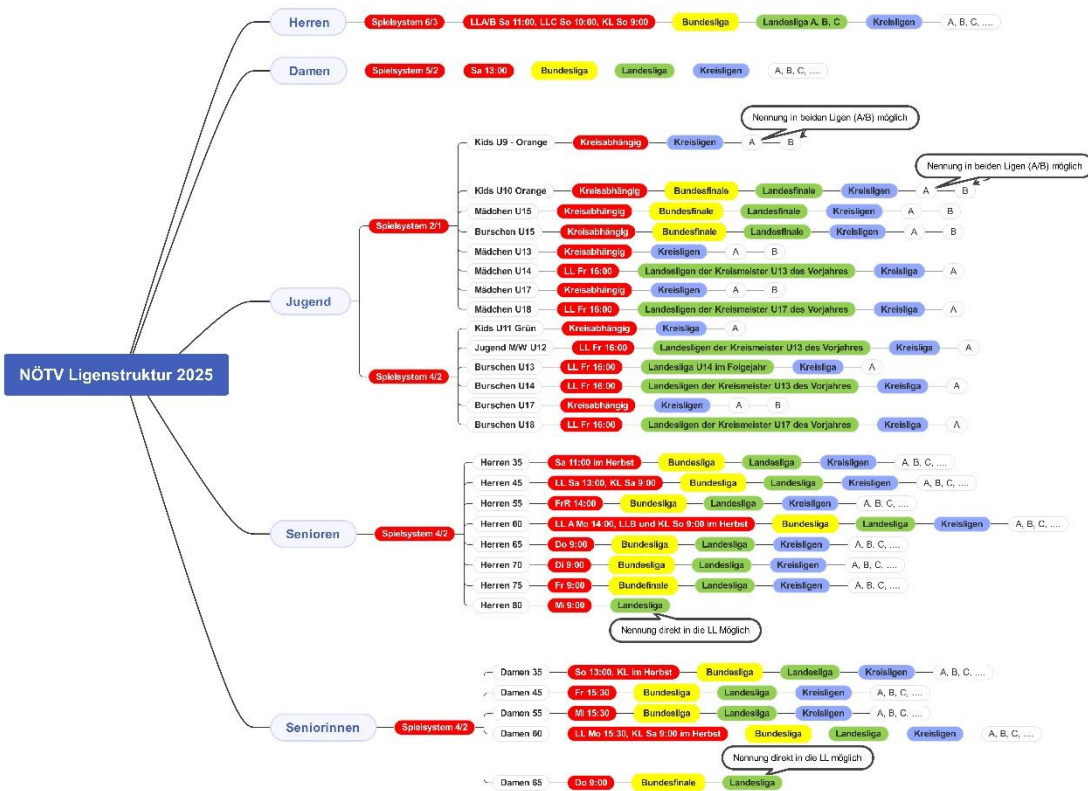 NÖTV Ligenstruktur 2025
Herren Spielsystem 6/3 LLA/B Sa 11:00, LLC So 10:00, KL So 9:00 Bundesliga Landesliga A, B, C Kreisligen A, B, C, ....
Damen Spielsystem 5/2 Sa 13:00 Bundesliga Landesliga Kreisligen A, B, C, ....
Jugend
Spielsystem 2/1
Nennung in beiden Ligen (A/B) möglich
Kids U9 - Orange Kreisabhängig Kreisligen A B
Nennung in beiden Ligen (A/B) möglich
Kids U10 Orange Kreisabhängig Bundesfinale Landesfinale Kreisligen A B
Mädchen U15 Kreisabhängig Bundesfinale Landesfinale Kreisligen A B
Burschen U15 Kreisabhängig Bundesfinale Landesfinale Kreisligen A B
Mädchen U13 Kreisabhängig Kreisligen A B
Mädchen U14 LL Fr 16:00 Landesligen der Kreismeister U13 des Vorjahres Kreisliga A
Mädchen U17 Kreisabhängig Kreisligen A B
Mädchen U18 LL Fr 16:00 Landesligen der Kreismeister U17 des Vorjahres Kreisliga A
Spielsystem 4/2
Kids U11 Grün Kreisabhängig Kreisliga A
Jugend M/W U12 LL Fr 16:00 Landesligen der Kreismeister U13 des Vorjahres Kreisliga A
Burschen U13 LL Fr 16:00 Landesliga U14 im Folgejahr Kreisliga A
Burschen U14 LL Fr 16:00 Landesligen der Kreismeister U13 des Vorjahres Kreisliga A
Burschen U17 Kreisabhängig Kreisligen A B
Burschen U18 LL Fr 16:00 Landesligen der Kreismeister U17 des Vorjahres Kreisliga A
Senioren Spielsystem 4/2
Herren 35 Sa 11:00 im Herbst Bundesliga Landesliga Kreisligen A, B, C, ....
Herren 45 LL Sa 13:00, KL Sa 9:00 Bundesliga Landesliga Kreisligen A, B, C, ....
Herren 55 FrR 14:00 Bundesliga Landesliga Kreisligen A, B, C, ....
Herren 60 LL A Mo 14:00, LLB und KL So 9:00 im Herbst Bundesliga Landesliga Kreisligen A, B, C, ....
Herren 65 Do 9:00 Bundesliga Landesliga Kreisligen A, B, C, ....
Herren 70 Di 9:00 Bundesliga Landesliga Kreisligen A, B, C, ....
Herren 75 Fr 9:00 Bundefinale Landesliga Kreisligen A, B, C, ....
Herren 80 Mi 9:00 Landesliga
Nennung direkt in die LL Möglich
Seniorinnen Spielsystem 4/2
Damen 35 So 13:00, KL im Herbst Bundesliga Landesliga Kreisligen A, B, C, ....
Damen 45 Fr 15:30 Bundesliga Landesliga Kreisligen A, B, C, ....
Damen 55 Mi 15:30 Bundesliga Landesliga Kreisligen A, B, C, ....
Damen 60 LL Mo 15:30, KL Sa 9:00 im Herbst Bundesliga Landesliga Kreisligen A, B, C, ....
Nennung direkt in die LL möglich
Damen 65 Do 9:00 Bundesfinale Landesliga